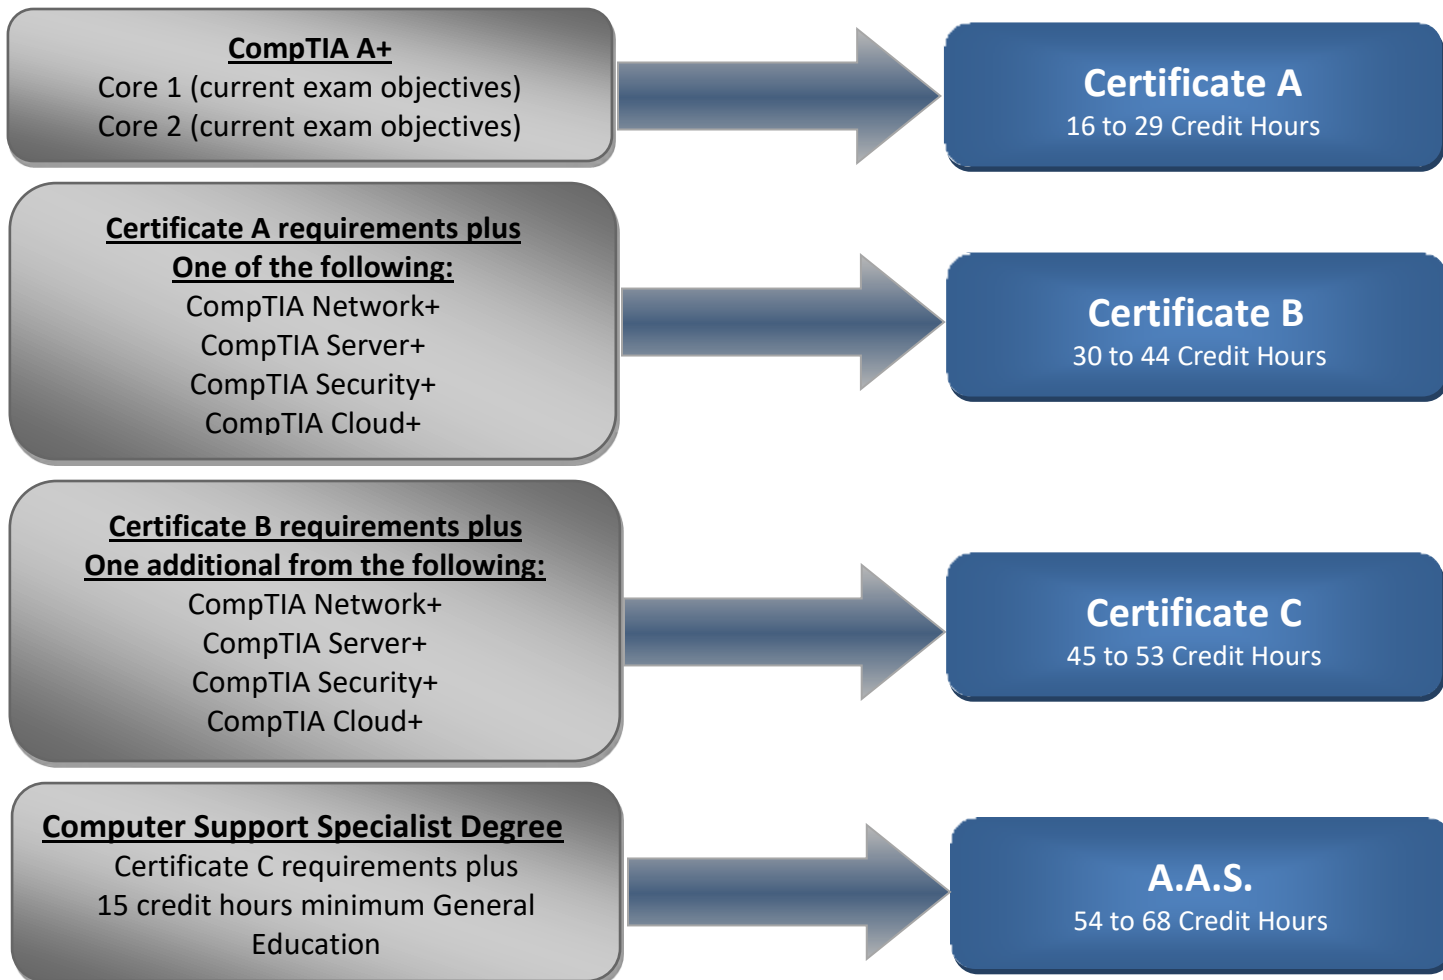 CompTIA A+
Core 1 (current exam objectives)
Core 2 (current exam objectives)
Certificate A
16 to 29 Credit Hours
Certificate A requirements plus
One of the following:
CompTIA Network+
CompTIA Server+
CompTIA Security+
CompTIA Cloud+
Certificate B
30 to 44 Credit Hours
Certificate B requirements plus
One additional from the following:
CompTIA Network+
CompTIA Server+
CompTIA Security+
CompTIA Cloud+
Certificate C
45 to 53 Credit Hours
Computer Support Specialist Degree
Certificate C requirements plus
15 credit hours minimum General
Education
A.A.S.
54 to 68 Credit Hours